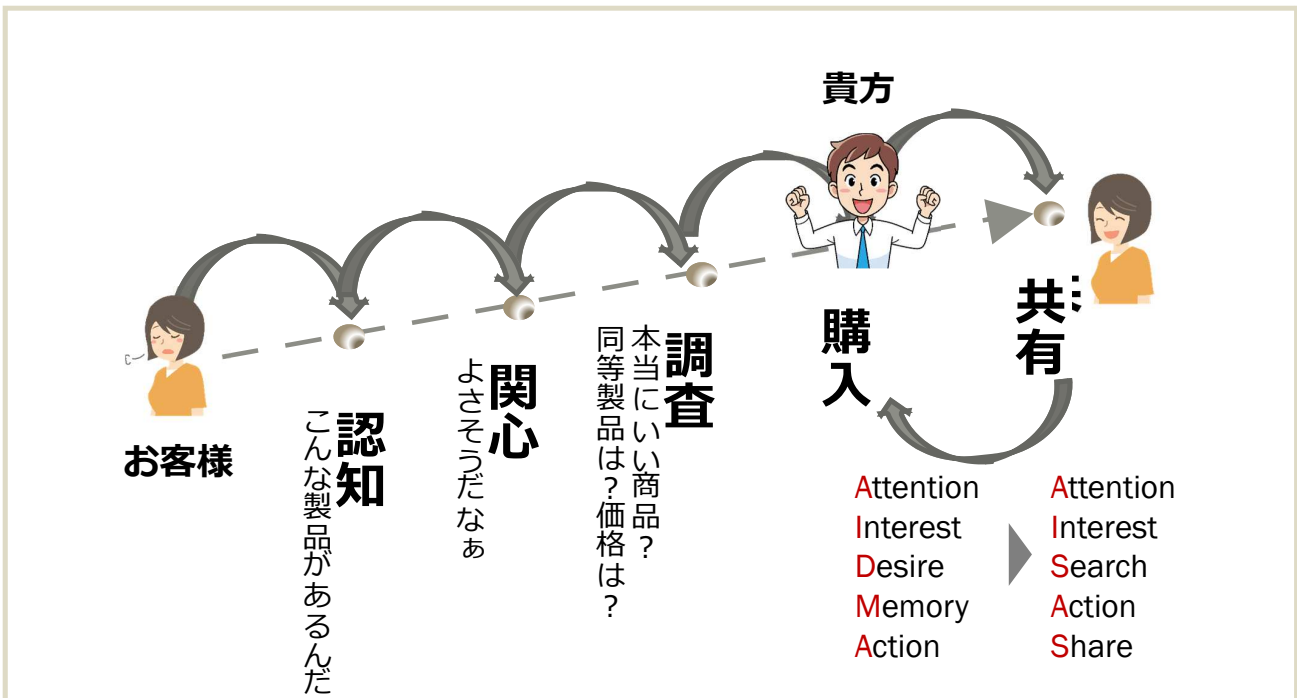 貴方
お客様
認知
こんな製品があるんだ
関心
よさそうだなぁ
調査
本当にいい商品？
同等製品は？価格は？
購入
共有
Attention
Interest
Desire
Memory
Action
Attention
Interest
Search
Action
Share